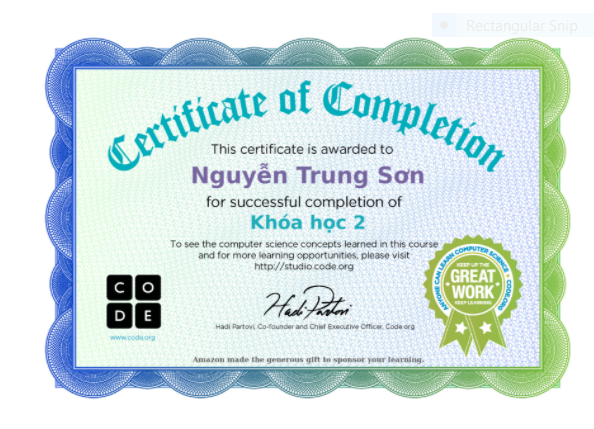 Rectangular Snip
Certificate of Completion
This certificate is awarded to
Nguyễn Trung Sơn
for successful completion of
Khóa học 2
To see the computer science concepts learned in this course
and for more learning opportunities, please visit
http://studio.code.org
ANYONE CAN LEARN COMPUTER SCIENCE • CODE.ORG
KEEP UP THE
GREAT
WORK
KEEP LEARNING
C O
D E
www.code.org
Hadi Partovi
Hadi Partovi, Co-founder and Chief Executive Officer, Code.org
Amazon made the generous gift to sponsor your learning.